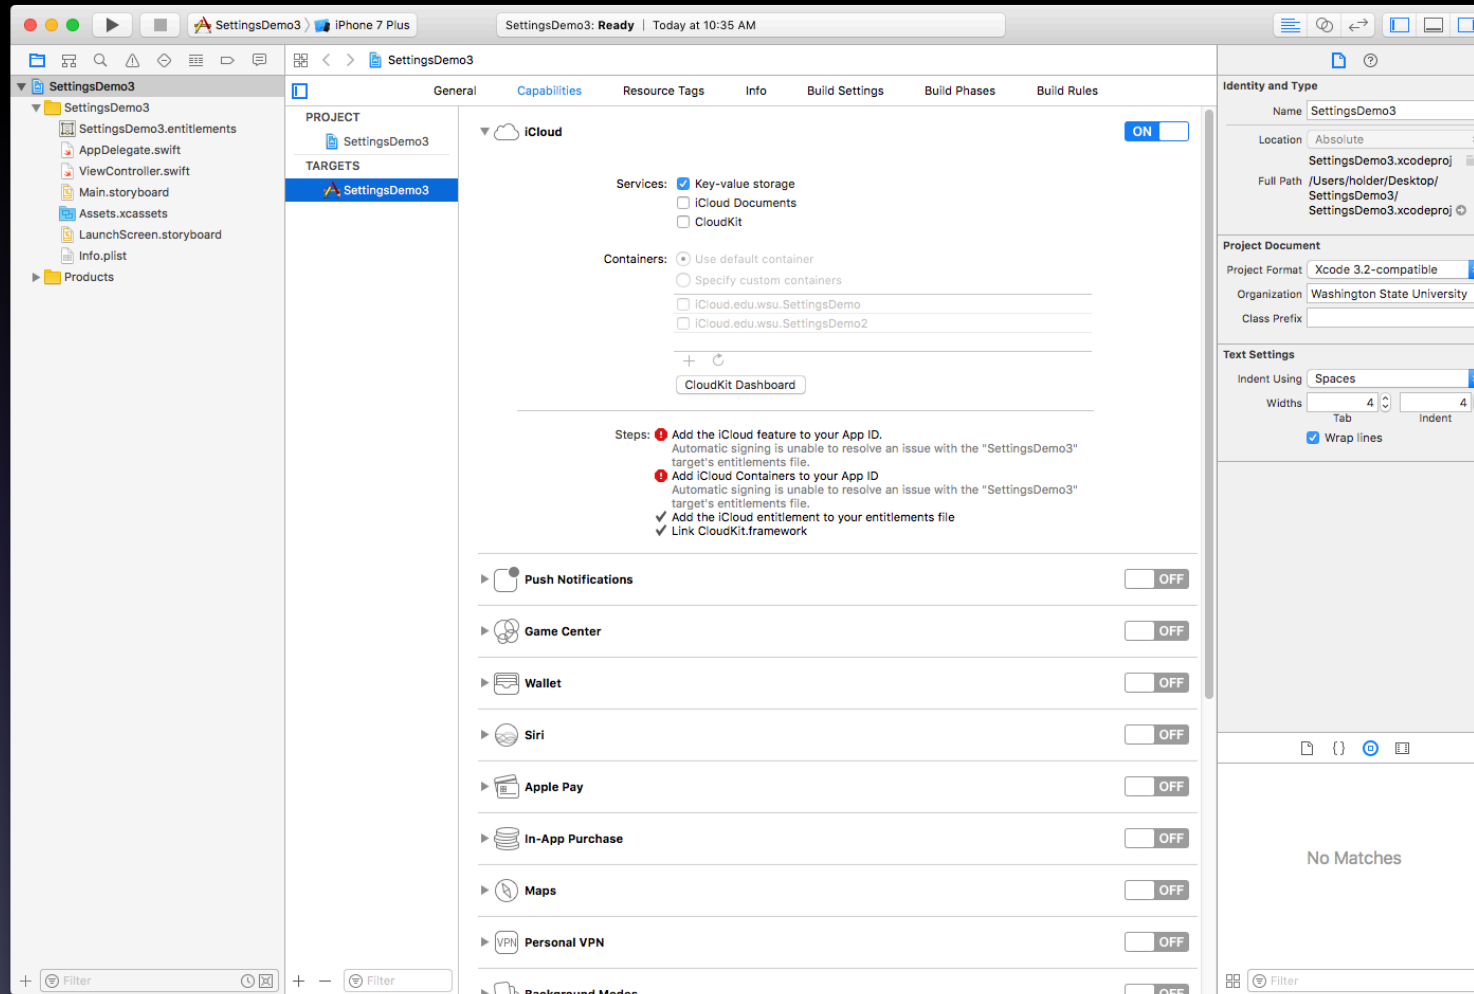 SettingsDemo3 iPhone 7 Plus
SettingsDemo3: Ready | Today at 10:35 AM
SettingsDemo3
SettingsDemo3
SettingsDemo3
SettingsDemo3.entitlements
AppDelegate.swift
ViewController.swift
Main.storyboard
Assets.xcassets
LaunchScreen.storyboard
Info.plist
Products
Filter
General Capabilities Resource Tags Info Build Settings Build Phases Build Rules
PROJECT
SettingsDemo3
TARGETS
SettingsDemo3
Filter
iCloud ON
Services: Key-value storage
iCloud Documents
CloudKit
Containers: Use default container
Specify custom containers
iCloud.edu.wsu.SettingsDemo
iCloud.edu.wsu.SettingsDemo2
CloudKit Dashboard
Steps: Add the iCloud feature to your App ID.
Automatic signing is unable to resolve an issue with the "SettingsDemo3"
target's entitlements file.
Add iCloud Containers to your App ID
Automatic signing is unable to resolve an issue with the "SettingsDemo3"
target's entitlements file.
Add the iCloud entitlement to your entitlements file
Link CloudKit.framework
Push Notifications OFF
Game Center OFF
Wallet OFF
Siri OFF
Apple Pay OFF
In-App Purchase OFF
Maps OFF
VPN Personal VPN OFF
Background Modes OFF
Identity and Type
Name SettingsDemo3
Location Absolute
SettingsDemo3.xcodeproj
Full Path /Users/holder/Desktop/
SettingsDemo3/
SettingsDemo3.xcodeproj
Project Document
Project Format Xcode 3.2-compatible
Organization Washington State University
Class Prefix
Text Settings
Indent Using Spaces
Widths 4 4
Tab Indent
Wrap lines
{}
No Matches
Filter